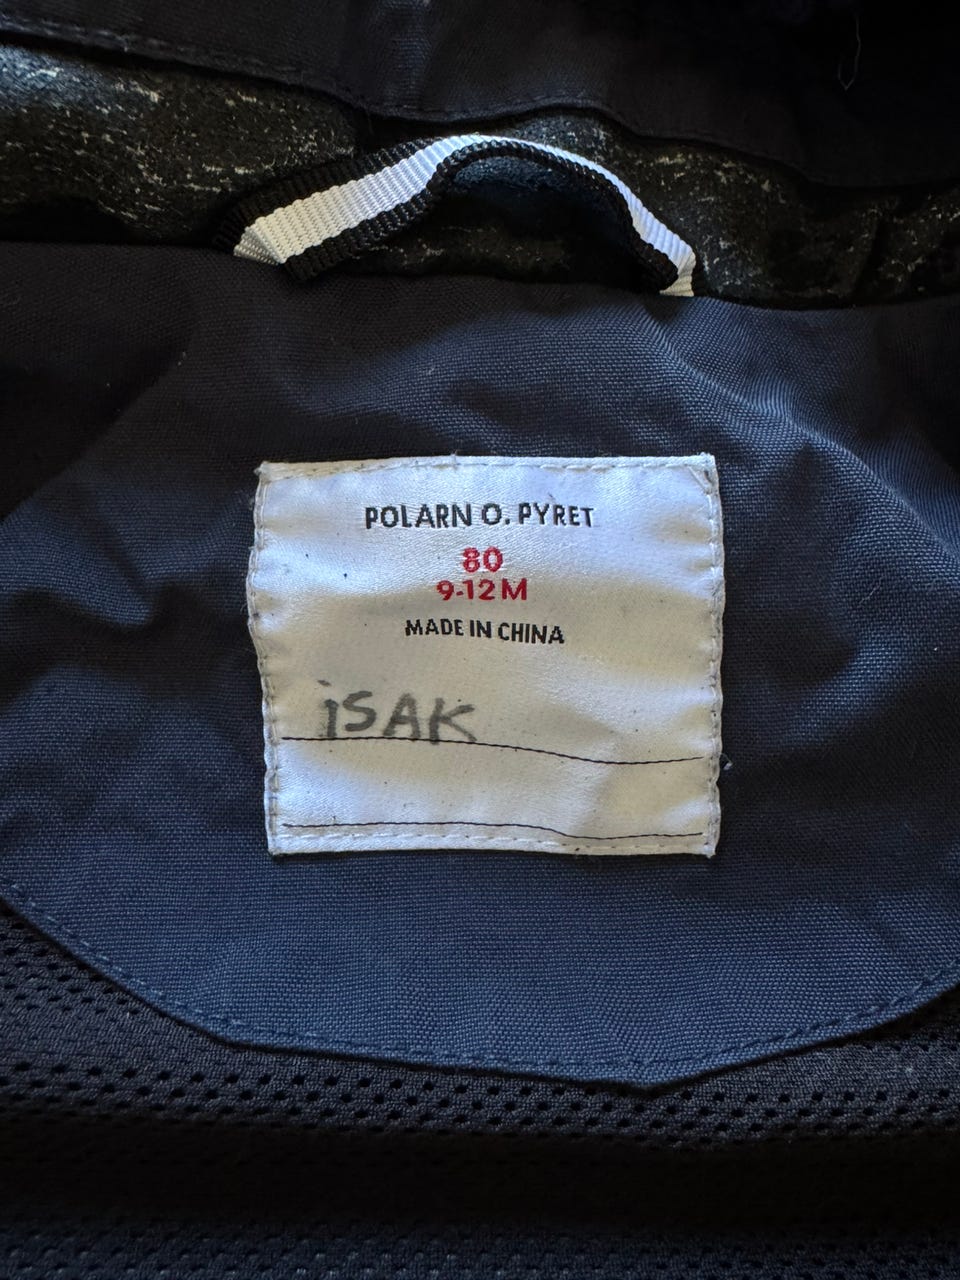 POLARN O. PYRET
80
9-12M
MADE IN CHINA
iSAK